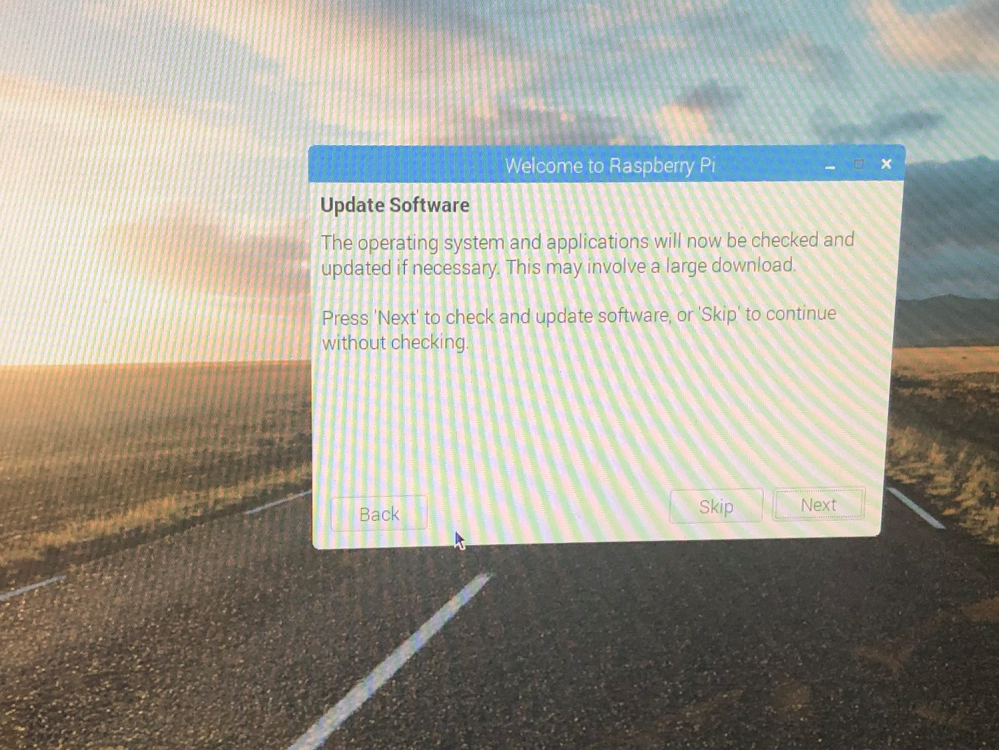 Welcome to Raspberry Pi
Update Software
The operating system and applications will now be checked and
updated if necessary. This may involve a large download.
Press 'Next' to check and update software, or 'Skip' to continue
without checking.
Back
Skip
Next